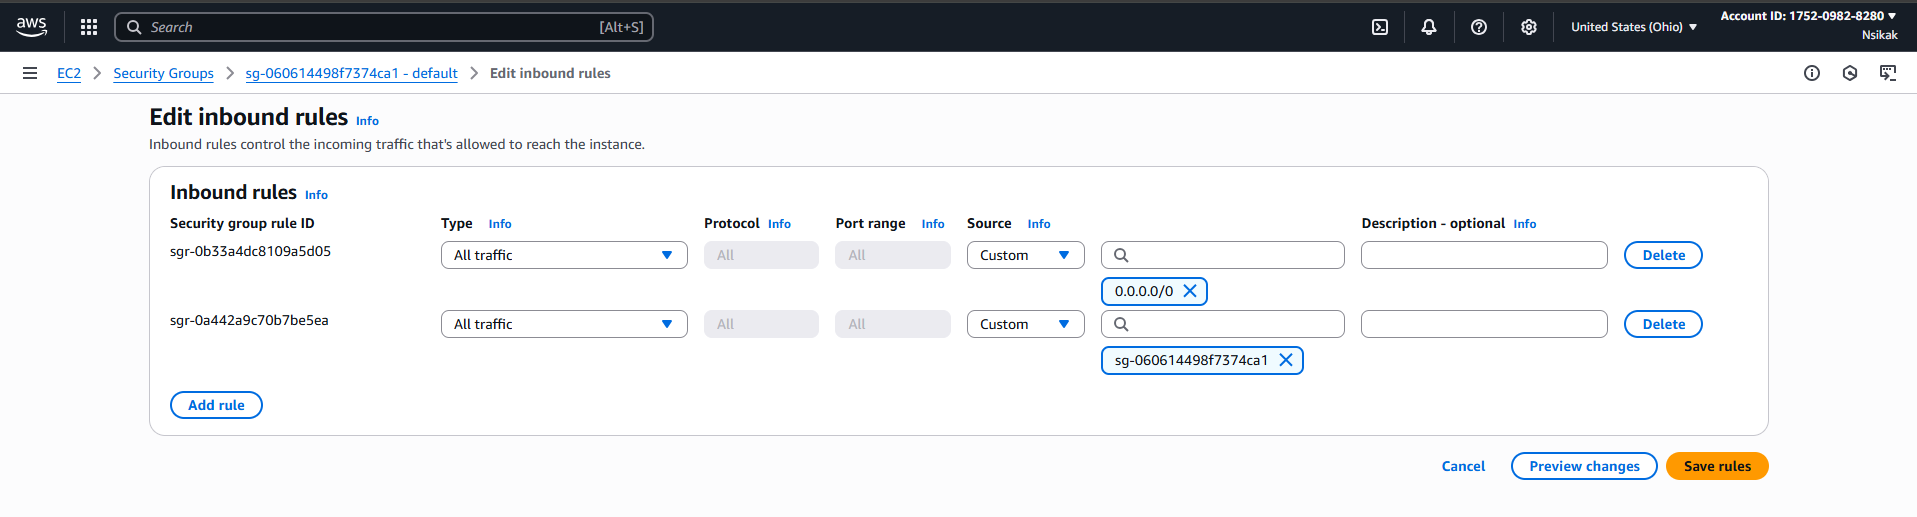 aws Search [Alt+S] United States (Ohio) Account ID: 1752-0982-8280
Nsikak
EC2 Security Groups sg-060614498f7374ca1 - default Edit inbound rules
Edit inbound rules Info
Inbound rules control the incoming traffic that's allowed to reach the instance.
Inbound rules Info
Security group rule ID Type Info Protocol Info Port range Info Source Info Description - optional Info
sgr-0b33a4dc8109a5d05 All traffic All All Custom Delete
0.0.0.0/0
sgr-0a442a9c70b7be5ea All traffic All All Custom Delete
sg-060614498f7374ca1
Add rule
Cancel Preview changes Save rules